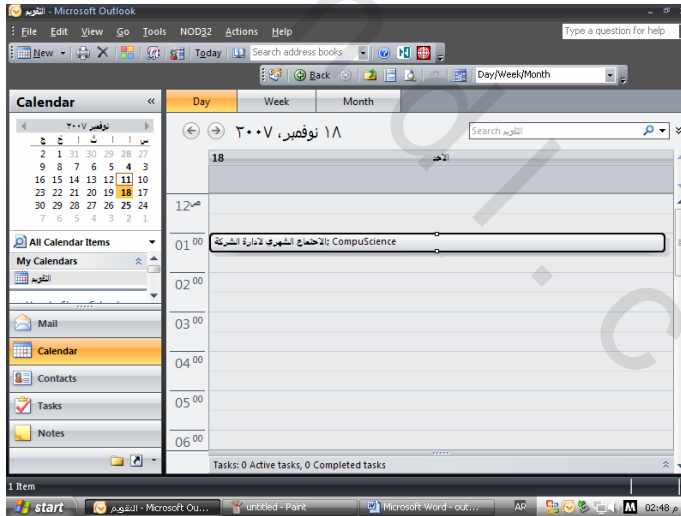 التقويم - Microsoft Outlook
File Edit View Go Tools NOD32 Actions Help
Type a question for help
New Today Search address books
Back Day/Week/Month
Calendar «
Day Week Month
نوفمبر ٢٠٠٧
١٨ نوفمبر، ٢٠٠٧
Search التقويم
س ا ا ث ا خ ج
27 28 29 30 31 1 2
3 4 5 6 7 8 9
10 11 12 13 14 15 16
17 18 19 20 21 22 23
24 25 26 27 28 29 30
1 2 3 4 5 6 7
18 الأحد
12 ص
01 00 الاجتماع الشهري لادارة الشركة; CompuScience
02 00
03 00
04 00
05 00
06 00
All Calendar Items
My Calendars
التقويم
Mail
Calendar
Contacts
Tasks
Notes
Tasks: 0 Active tasks, 0 Completed tasks
1 Item
start
التقويم - Microsoft Ou...
untitled - Paint
Microsoft Word - out...
AR
02:48 م